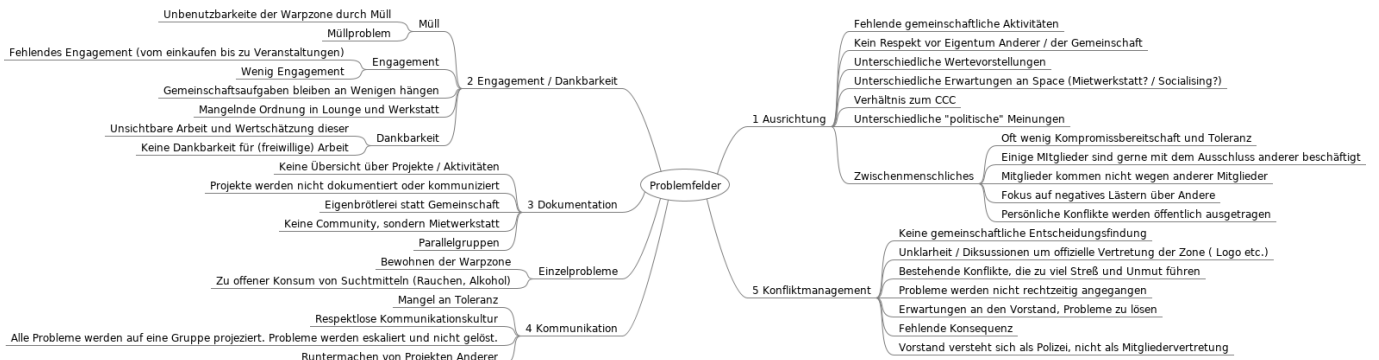 Problemfelder
1 Ausrichtung
Fehlende gemeinschaftliche Aktivitäten
Kein Respekt vor Eigentum Anderer / der Gemeinschaft
Unterschiedliche Wertevorstellungen
Unterschiedliche Erwartungen an Space (Mietwerkstatt? / Socialising?)
Verhältnis zum CCC
Unterschiedliche "politische" Meinungen
Zwischenmenschliches
Oft wenig Kompromissbereitschaft und Toleranz
Einige MItglieder sind gerne mit dem Ausschluss anderer beschäftigt
Mitglieder kommen nicht wegen anderer Mitglieder
Fokus auf negatives Lästern über Andere
Persönliche Konflikte werden öffentlich ausgetragen
2 Engagement / Dankbarkeit
Müll
Unbenutzbarkeite der Warpzone durch Müll
Müllproblem
Engagement
Fehlendes Engagement (vom einkaufen bis zu Veranstaltungen)
Wenig Engagement
Gemeinschaftsaufgaben bleiben an Wenigen hängen
Mangelnde Ordnung in Lounge und Werkstatt
Dankbarkeit
Unsichtbare Arbeit und Wertschätzung dieser
Keine Dankbarkeit für (freiwillige) Arbeit
3 Dokumentation
Keine Übersicht über Projekte / Aktivitäten
Projekte werden nicht dokumentiert oder kommuniziert
Eigenbrötlerei statt Gemeinschaft
Keine Community, sondern Mietwerkstatt
Parallelgruppen
Einzelprobleme
Bewohnen der Warpzone
Zu offener Konsum von Suchtmitteln (Rauchen, Alkohol)
4 Kommunikation
Mangel an Toleranz
Respektlose Kommunikationskultur
Alle Probleme werden auf eine Gruppe projeziert. Probleme werden eskaliert und nicht gelöst.
Runtermachen von Projekten Anderer
5 Konfliktmanagement
Keine gemeinschaftliche Entscheidungsfindung
Unklarheit / Diksussionen um offizielle Vertretung der Zone ( Logo etc.)
Bestehende Konflikte, die zu viel Streß und Unmut führen
Probleme werden nicht rechtzeitig angegangen
Erwartungen an den Vorstand, Probleme zu lösen
Fehlende Konsequenz
Vorstand versteht sich als Polizei, nicht als Mitgliedervertretung